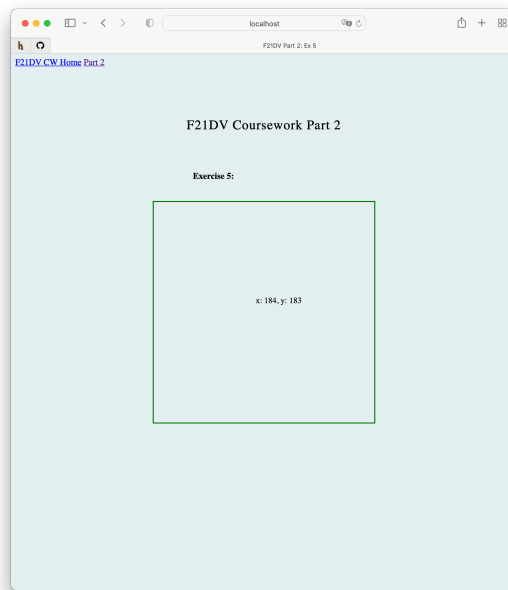 localhost
h
F21DV Part 2: Ex 5
F21DV CW Home Part 2
F21DV Coursework Part 2
Exercise 5:
x: 184, y: 183